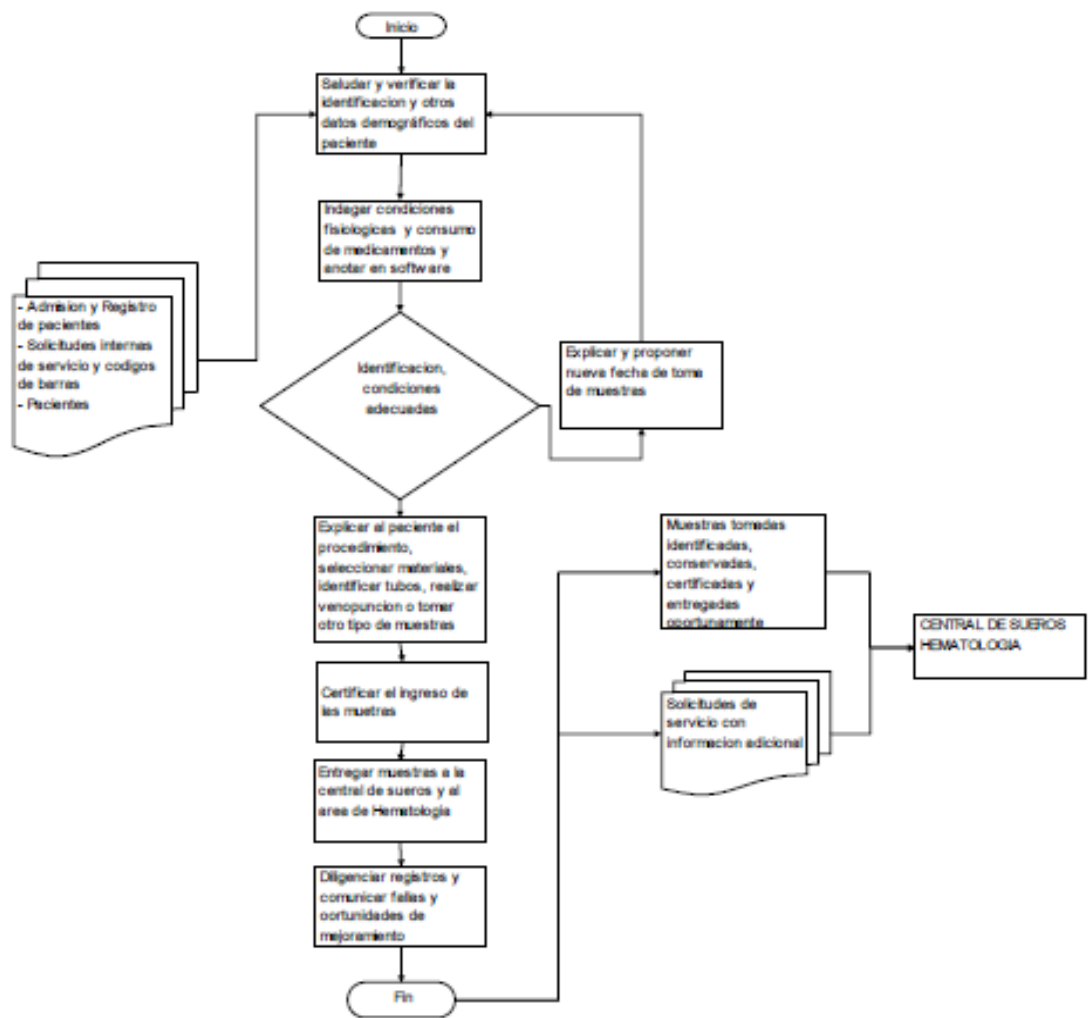 Inicio
Saludar y verificar la
identificacion y otros
datos demográficos del
paciente
Indagar condiciones
fisiologicas y consumo
de medicamentos y
anotar en software
- Admision y Registro
de pacientes
- Solicitudes internas
de servicio y codigos
de barras
- Pacientes
Identificacion,
condiciones
adecuadas
Explicar y proponer
nueva fecha de toma
de muestras
Explicar al paciente el
procedimiento,
seleccionar materiales,
identificar tubos, realizar
venopuncion o tomar
otro tipo de muestras
Muestras tomadas
identificadas,
conservadas,
certificadas y
entregadas
oportunamente
CENTRAL DE SUEROS
HEMATOLOGIA
Certificar el ingreso de
las muetras
Solicitudes de
servicio con
informacion adicional
Entregar muestras a la
central de sueros y al
area de Hematologia
Diligenciar registros y
comunicar fallas y
oortunidades de
mejoramiento
Fin